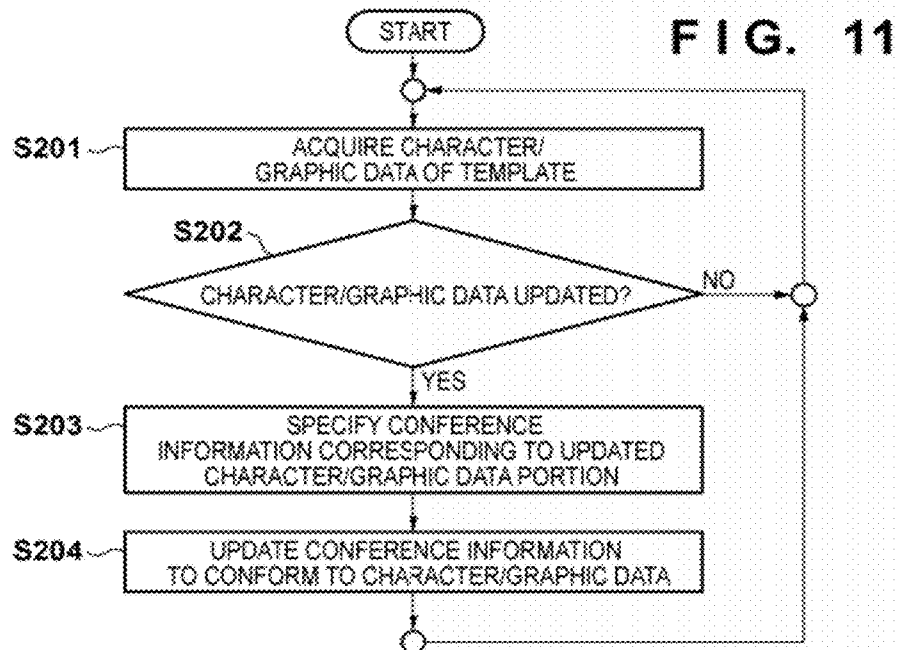 START
FIG. 11
S201
ACQUIRE CHARACTER/
GRAPHIC DATA OF TEMPLATE
S202
CHARACTER/GRAPHIC DATA UPDATED?
NO
YES
S203
SPECIFY CONFERENCE
INFORMATION CORRESPONDING TO UPDATED
CHARACTER/GRAPHIC DATA PORTION
S204
UPDATE CONFERENCE INFORMATION
TO CONFORM TO CHARACTER/GRAPHIC DATA